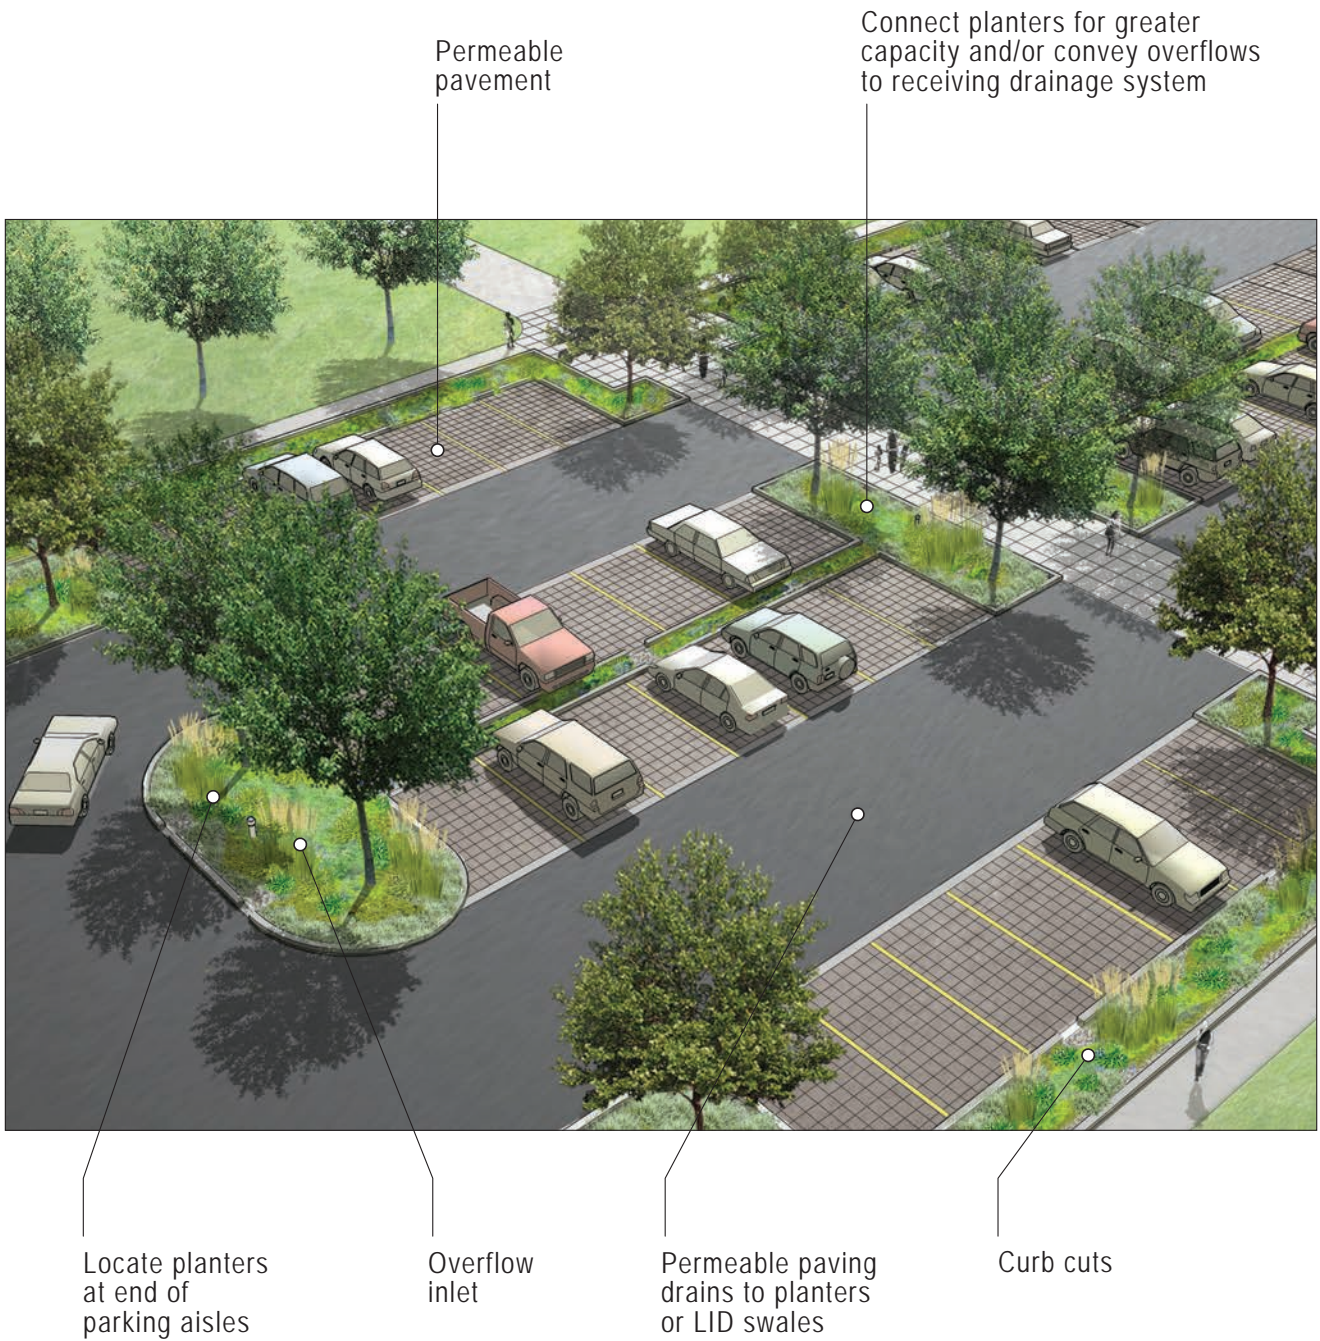 Permeable
pavement
Connect planters for greater
capacity and/or convey overflows
to receiving drainage system
Locate planters
at end of
parking aisles
Overflow
inlet
Permeable paving
drains to planters
or LID swales
Curb cuts